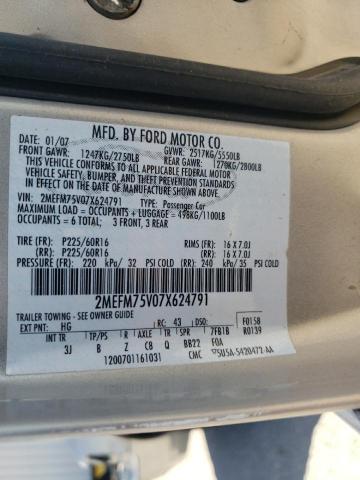 MFD. BY FORD MOTOR CO.
01/07
FRONT GAWR: 1247KG/2750LB
GVWR: 2517KG/5550LB
REAR GAWR: 1270KG/2800LB
THIS VEHICLE CONFORMS TO ALL APPLICABLE FEDERAL MOTOR
VEHICLE SAFETY, BUMPER, AND THEFT PREVENTION STANDARDS
IN EFFECT ON THE DATE OF MANUFACTURE SHOWN ABOVE.
VIN: 2MEFM75V07X624791 TYPE: Passenger Car
MAXIMUM LOAD = OCCUPANTS + LUGGAGE = 498KG/1100LB
OCCUPANTS = 6 TOTAL; 3 FRONT, 3 REAR
TIRE (FR): P225/60R16 RIMS (FR): 16 X 7.0J
(RR): P225/60R16 (RR): 16 X 7.0J
PRESSURE (FR): 220 kPa/ 32 PSI COLD (RR): 240 kPa/ 35 PSI COLD
2MEFM75V07X624791
TRAILER TOWING - SEE OWNER GUIDE
EXT PNT: HG RC: 43 DSO: F0158
R0139
INT TR TP/PS R AXLE TR SPR
3J B Z C8 Q BB22 7FB1B
F0A
1200701161031 CMC